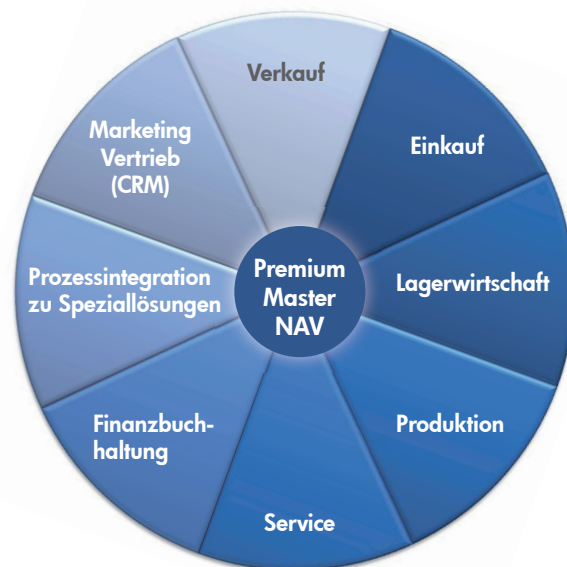 Verkauf
Einkauf
Lagerwirtschaft
Produktion
Service
Finanzbuch-
haltung
Prozessintegration
zu Speziallösungen
Marketing
Vertrieb
(CRM)
Premium
Master
NAV